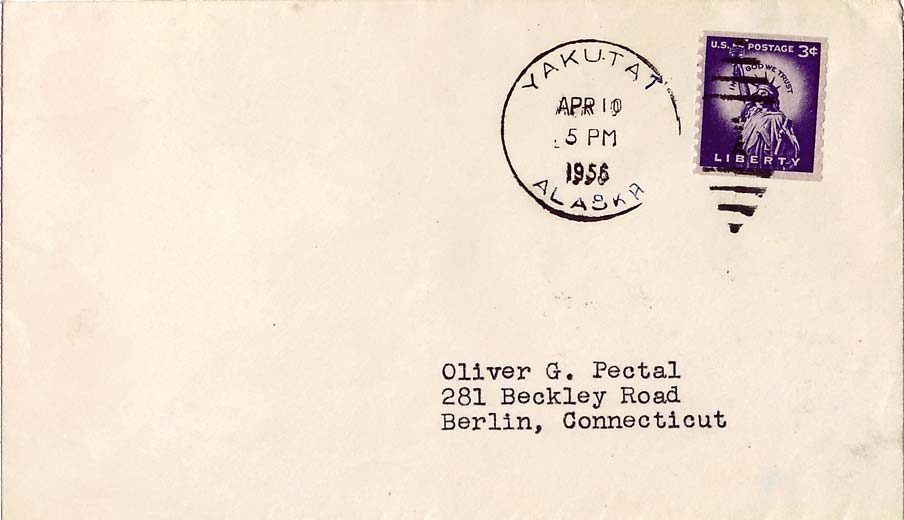 YAKUTAT
APR 10
5 PM
1956
ALASKA
U.S. POSTAGE 3¢
IN GOD WE TRUST
LIBERTY
Oliver G. Pectal
281 Beckley Road
Berlin, Connecticut